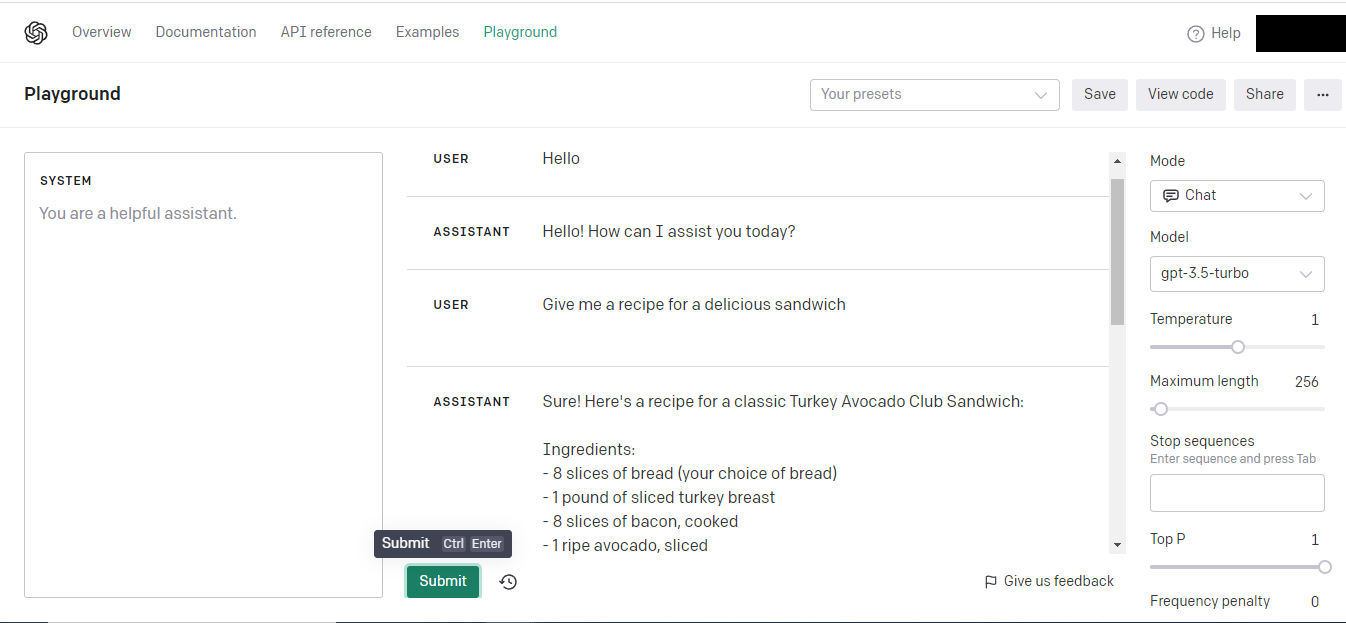 Overview Documentation API reference Examples Playground Help
Playground Your presets Save View code Share ...
SYSTEM
You are a helpful assistant.
USER Hello
ASSISTANT Hello! How can I assist you today?
USER Give me a recipe for a delicious sandwich
ASSISTANT Sure! Here's a recipe for a classic Turkey Avocado Club Sandwich:
Ingredients:
- 8 slices of bread (your choice of bread)
- 1 pound of sliced turkey breast
- 8 slices of bacon, cooked
- 1 ripe avocado, sliced
Submit Ctrl Enter
Submit Give us feedback
Mode
Chat
Model
gpt-3.5-turbo
Temperature 1
Maximum length 256
Stop sequences
Enter sequence and press Tab
Top P 1
Frequency penalty 0